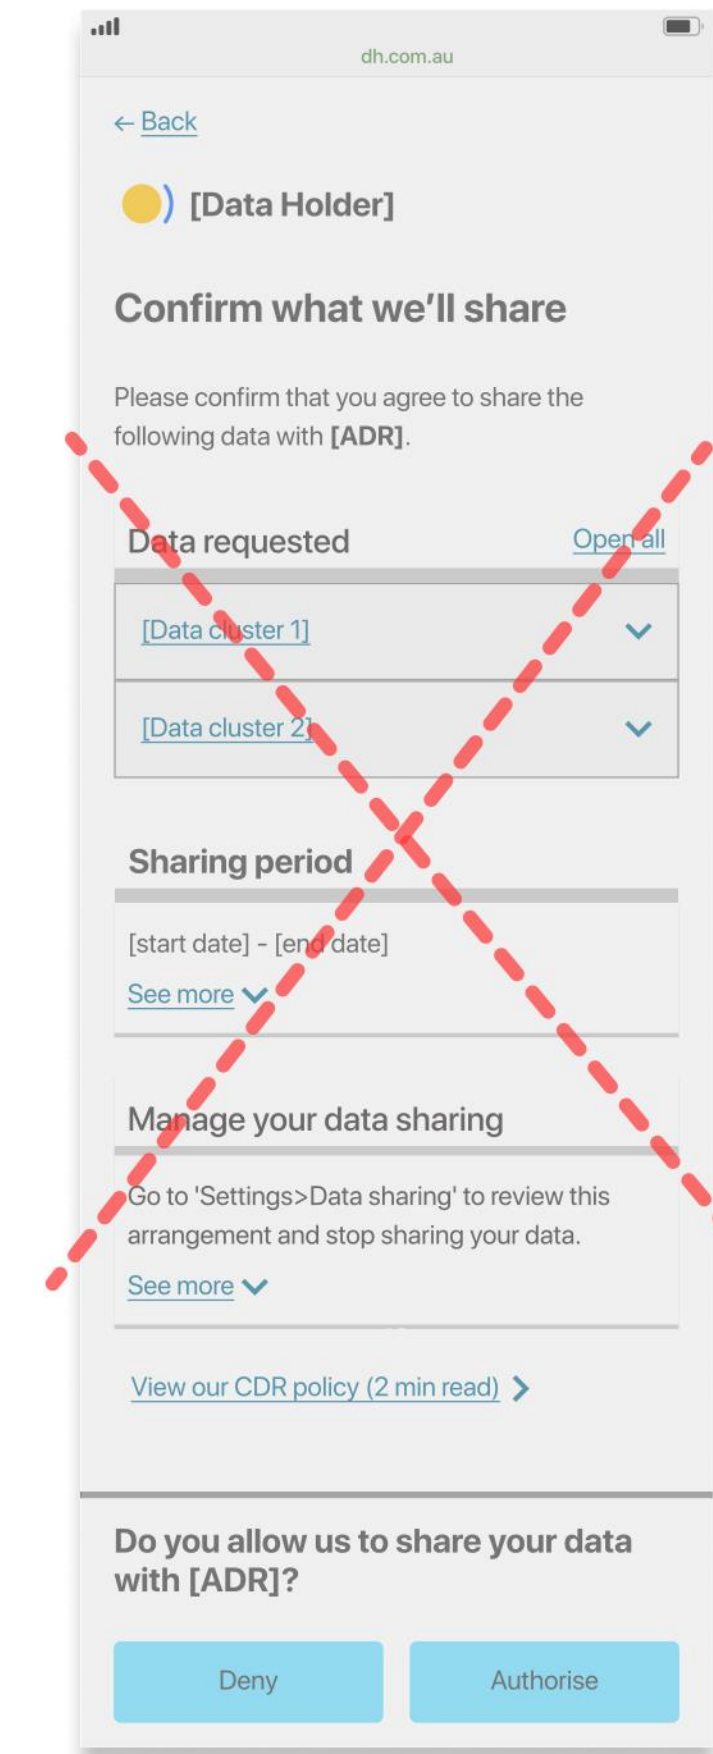 dh.com.au
← Back
[Data Holder]
Confirm what we'll share
Please confirm that you agree to share the
following data with [ADR].
Data requested
Open all
[Data cluster 1]
[Data cluster 2]
Sharing period
[start date] - [end date]
See more
Manage your data sharing
Go to 'Settings>Data sharing' to review this
arrangement and stop sharing your data.
See more
View our CDR policy (2 min read)
Do you allow us to share your data
with [ADR]?
Deny
Authorise